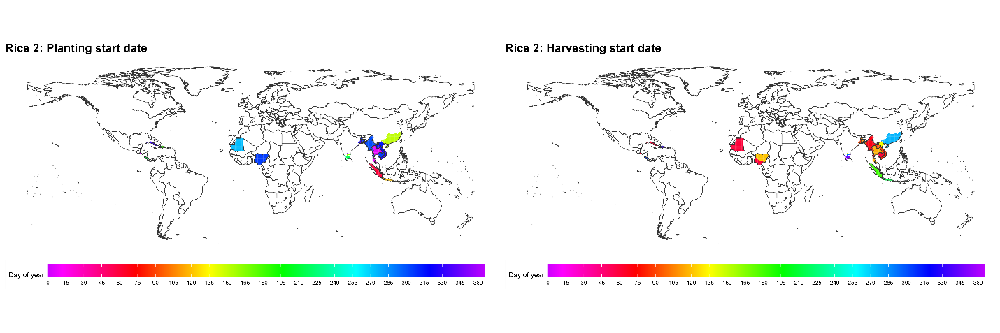 Rice 2: Planting start date
Rice 2: Harvesting start date
Day of year
0 15 30 45 60 75 90 105 120 135 150 165 180 195 210 225 240 255 270 285 300 315 330 345 360
Day of year
0 15 30 45 60 75 90 105 120 135 150 165 180 195 210 225 240 255 270 285 300 315 330 345 360